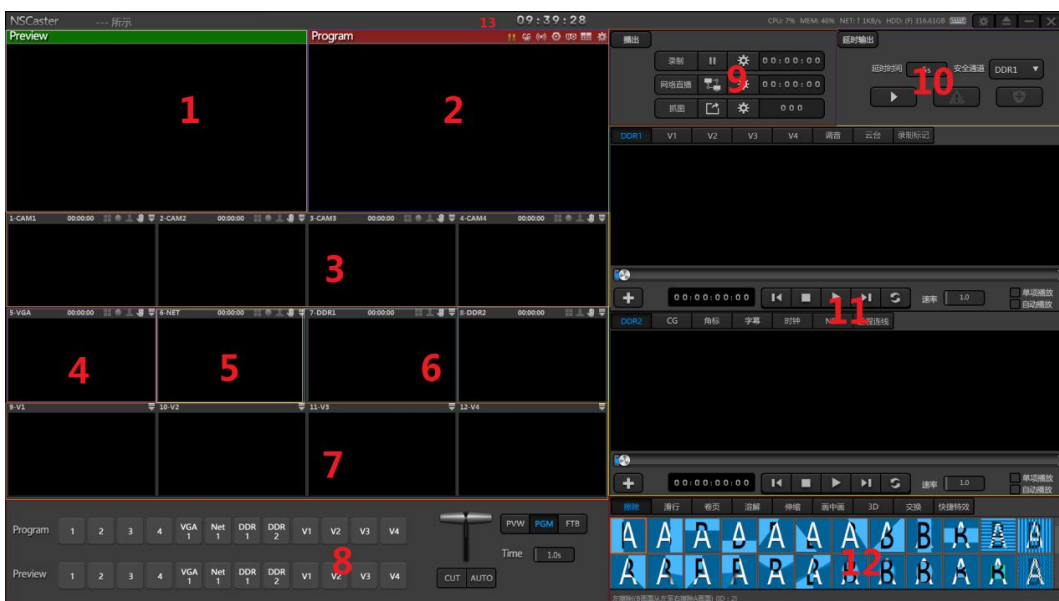 NSCaster --- 所示 13 09:39:28 CPU: 7% MEM: 46% NET: ↑ 1KB/s HDD: (F) 316.61GB
Preview Program 播出 延时输出
录制 00:00:00
延时时间 安全通道 DDR1
网络直播 9 00:00:00 10
1 2
抓图 000
DDR1 V1 V2 V3 V4 调音 云台 录制标记
1-CAM1 00:00:00 2-CAM2 00:00:00 3-CAM3 00:00:00 4-CAM4 00:00:00
3
00:00:00:00 速率 1.0 单项播放
自动播放
11
5-VGA 00:00:00 6-NET 00:00:00 7-DDR1 00:00:00 8-DDR2 00:00:00
DDR2 CG 角标 字幕 时钟
4 5 6
9-V1 10-V2 11-V3 12-V4
7
00:00:00:00 速率 1.0 单项播放
自动播放
擦除 滑行 卷页 溶解 伸缩 画中画 3D 交换 快捷特效
Program 1 2 3 4 VGA 1 Net 1 DDR 1 DDR 2 V1 V2 V3 V4 PVW PGM FTB
8 Time 1.0s
12
Preview 1 2 3 4 VGA 1 Net 1 DDR 1 DDR 2 V1 V2 V3 V4 CUT AUTO